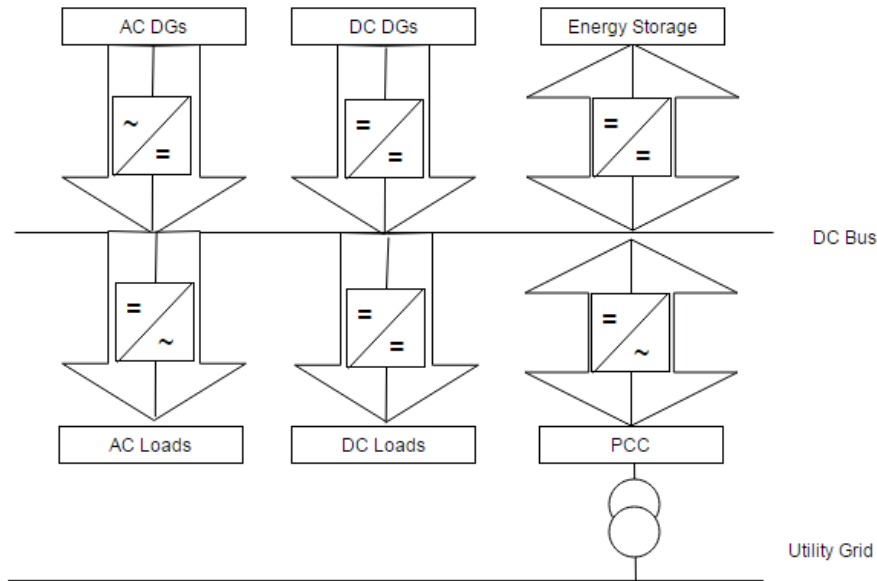 AC DGs
DC DGs
Energy Storage
~
=
=
=
=
=
DC Bus
=
~
=
=
=
~
AC Loads
DC Loads
PCC
Utility Grid